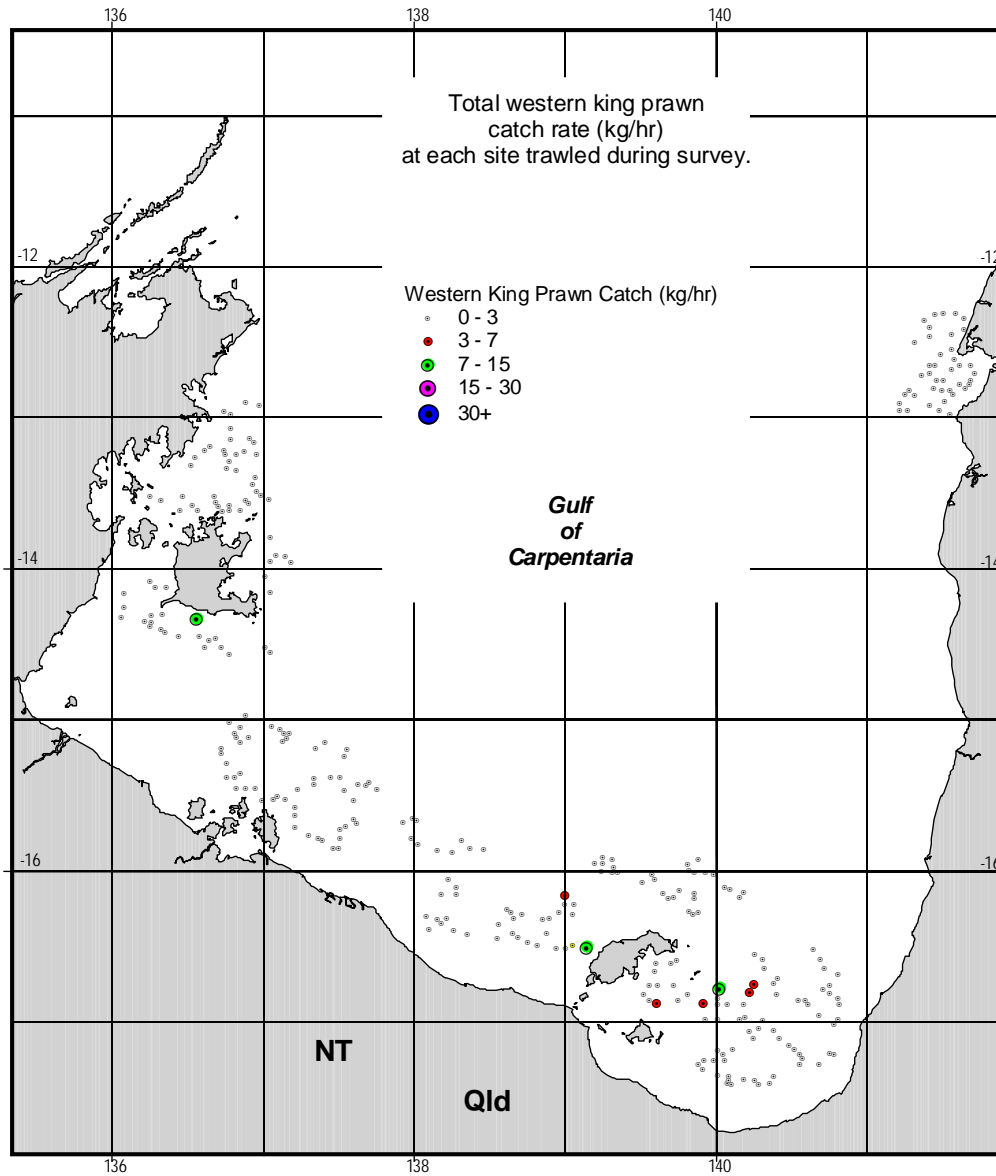 136 138 140
Total western king prawn
catch rate (kg/hr)
at each site trawled during survey.
-12 -12
Western King Prawn Catch (kg/hr)
0 - 3
3 - 7
7 - 15
15 - 30
30+
Gulf
of
Carpentaria
-14 -14
-16 -16
NT
Qld
136 138 140